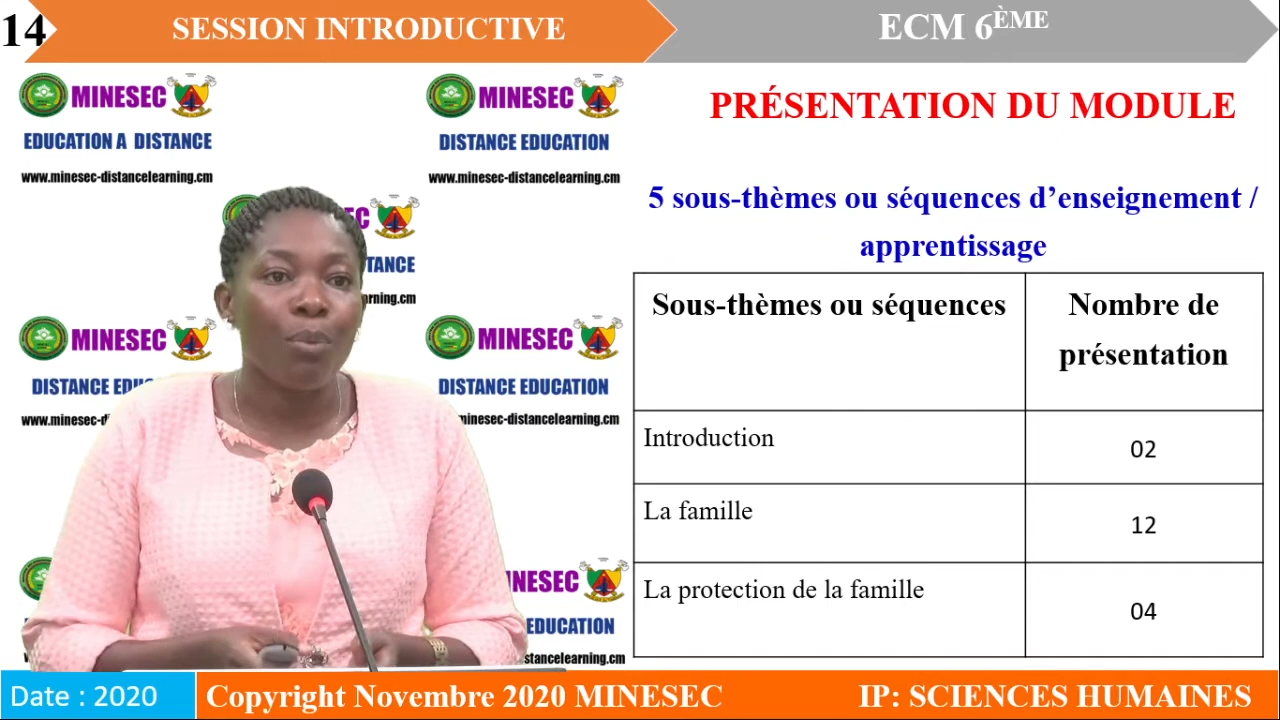 14
SESSION INTRODUCTIVE
ECM 6ÈME
MINESEC
EDUCATION A DISTANCE
www.minesec-distancelearning.cm
MINESEC
DISTANCE EDUCATION
www.minesec-distancelearning.cm
PRÉSENTATION DU MODULE
5 sous-thèmes ou séquences d’enseignement /
apprentissage
Sous-thèmes ou séquences
Nombre de
présentation
Introduction
02
La famille
12
La protection de la famille
04
MINESEC
DISTANCE
MINESEC
DISTANCE EDUCATION
EDUCATION
Date : 2020
Copyright Novembre 2020 MINESEC
IP: SCIENCES HUMAINES